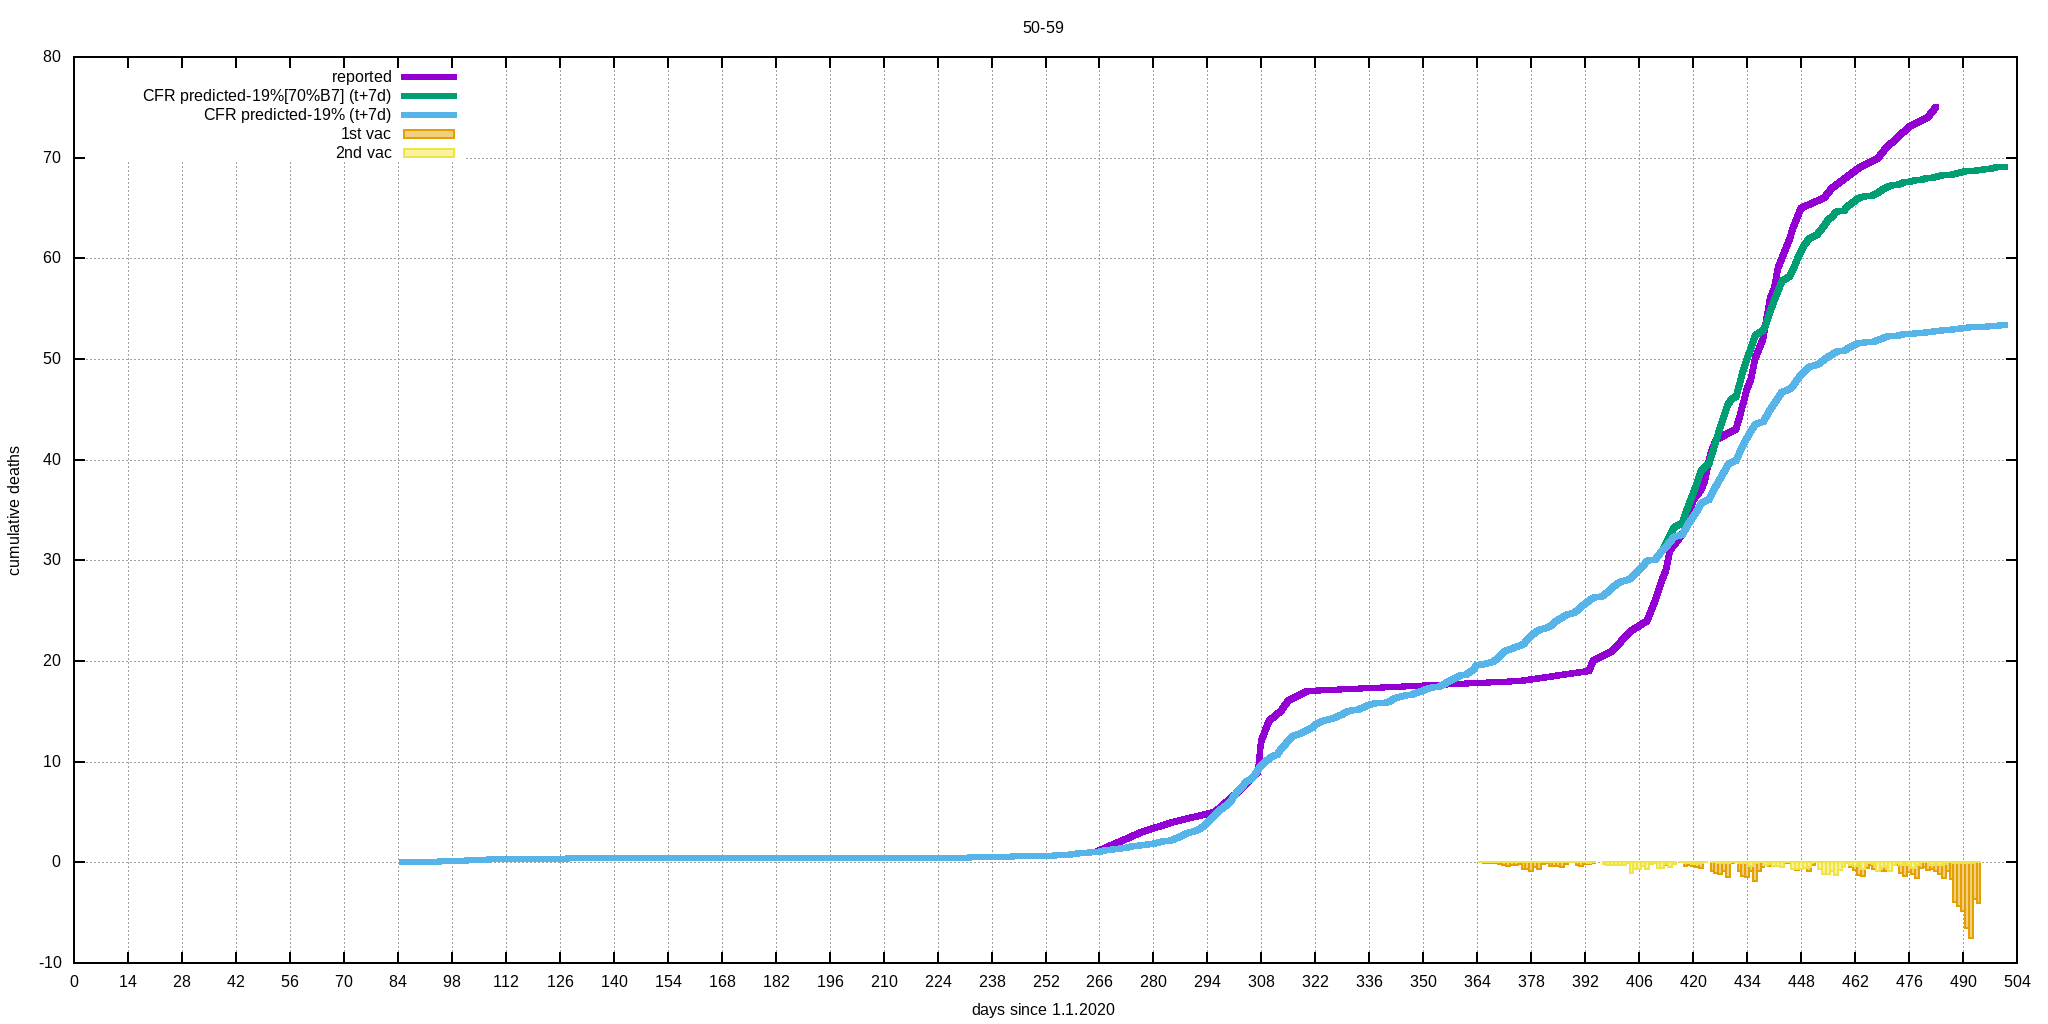 50-59
80
reported
CFR predicted-19%[70%B7] (t+7d)
CFR predicted-19% (t+7d)
1st vac
2nd vac
70
60
50
40
30
20
10
0
-10
cumulative deaths
0 14 28 42 56 70 84 98 112 126 140 154 168 182 196 210 224 238 252 266 280 294 308 322 336 350 364 378 392 406 420 434 448 462 476 490 504
days since 1.1.2020